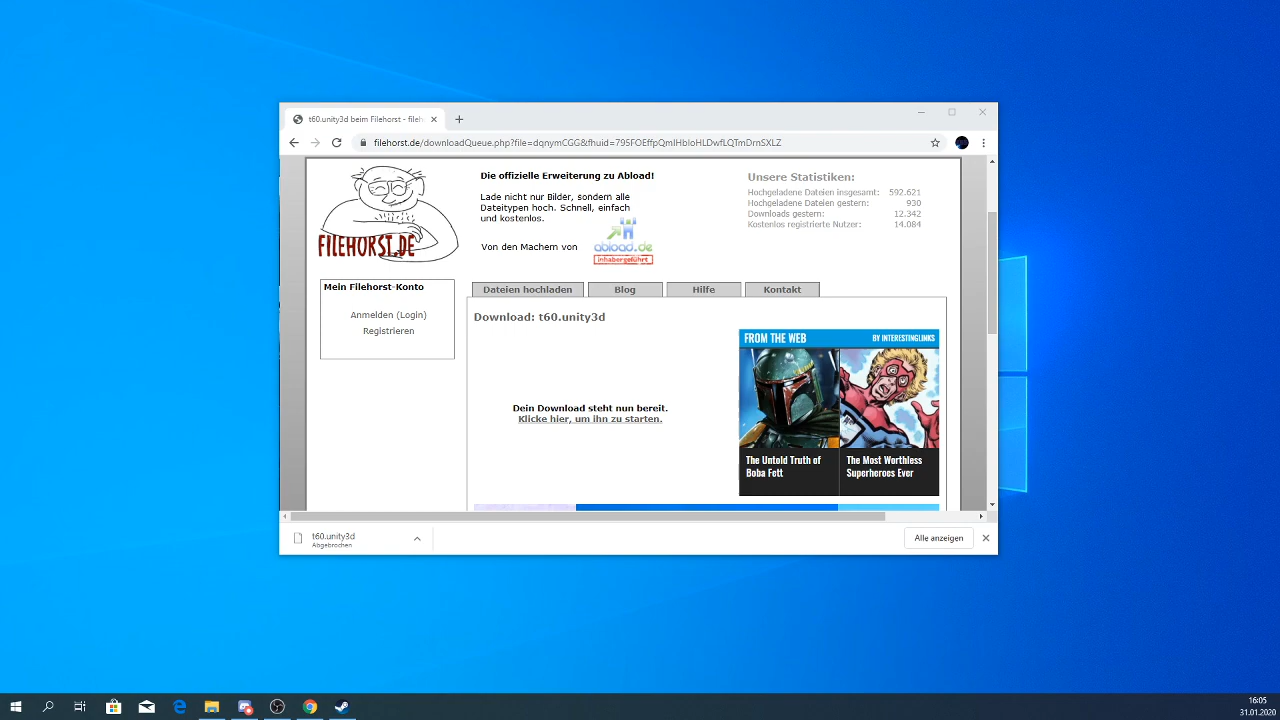 t60.unity3d beim Filehorst - fileh
filehorst.de/downloadQueue.php?file=dqnymCGG&fhuid=795FOEffpQmIHbIoHLDwfLQTmDrnSXLZ
FILEHORST.DE
Die offizielle Erweiterung zu Abload!
Lade nicht nur Bilder, sondern alle
Dateitypen hoch. Schnell, einfach
und kostenlos.
Von den Machern von
abload.de
inhabergeführt
Unsere Statistiken:
Hochgeladene Dateien insgesamt: 592.621
Hochgeladene Dateien gestern: 930
Downloads gestern: 12.342
Kostenlos registrierte Nutzer: 14.084
Mein Filehorst-Konto
Anmelden (Login)
Registrieren
Dateien hochladen
Blog
Hilfe
Kontakt
Download: t60.unity3d
Dein Download steht nun bereit.
Klicke hier, um ihn zu starten.
FROM THE WEB
BY INTERESTINGLINKS
The Untold Truth of
Boba Fett
The Most Worthless
Superheroes Ever
t60.unity3d
Abgebrochen
Alle anzeigen
16:05
31.01.2020